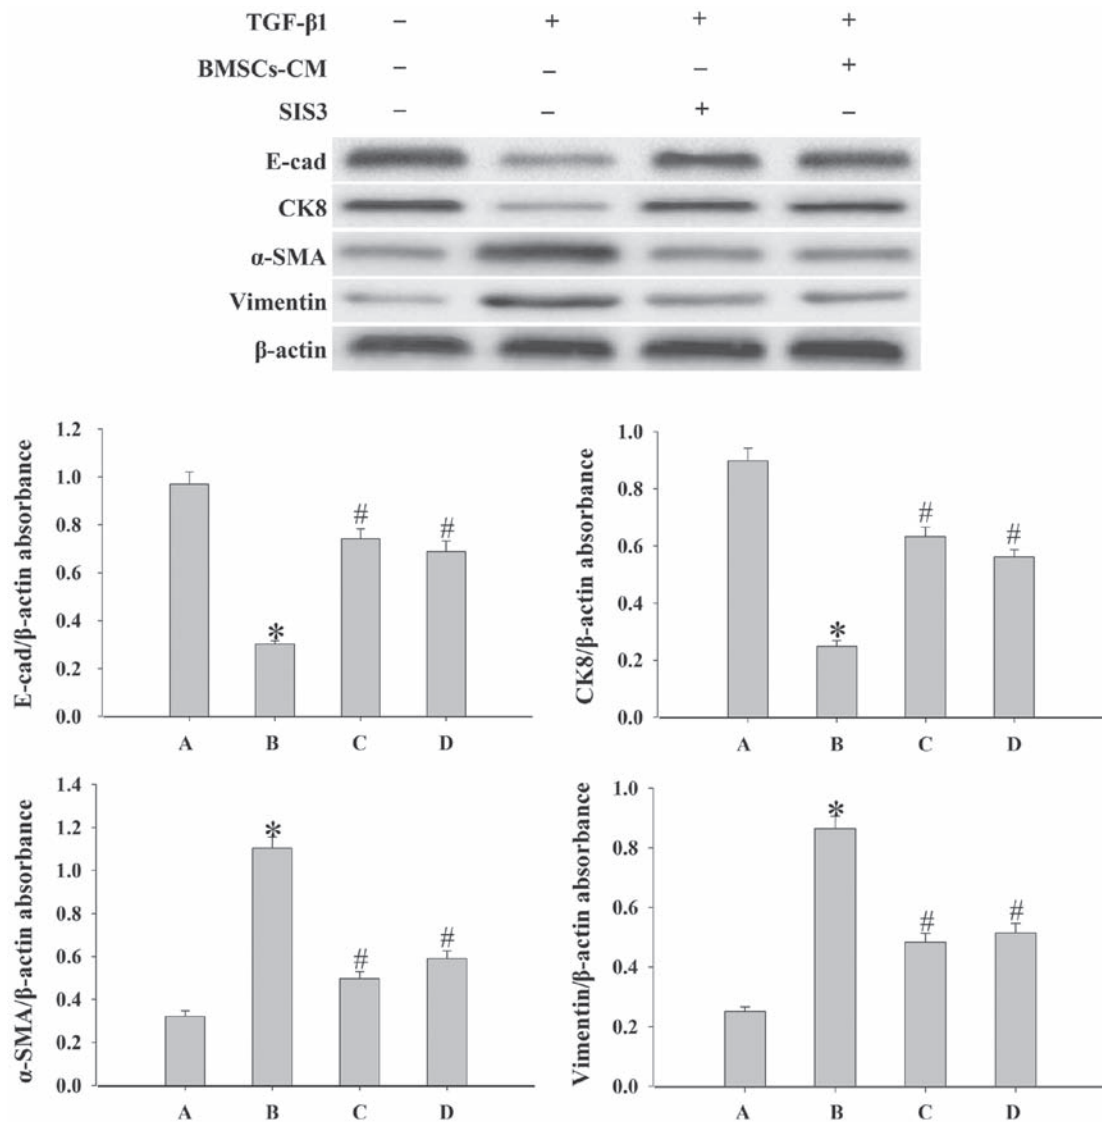 TGF-β1 – + + +
BMSCs-CM – – – +
SIS3 – – + –
E-cad
CK8
α-SMA
Vimentin
β-actin
E-cad/β-actin absorbance
1.2
1.0
0.8
0.6
0.4
0.2
0.0
* # #
A B C D
CK8/β-actin absorbance
1.0
0.8
0.6
0.4
0.2
0.0
* # #
A B C D
α-SMA/β-actin absorbance
1.4
1.2
1.0
0.8
0.6
0.4
0.2
0.0
* # #
A B C D
Vimentin/β-actin absorbance
1.0
0.8
0.6
0.4
0.2
0.0
* # #
A B C D